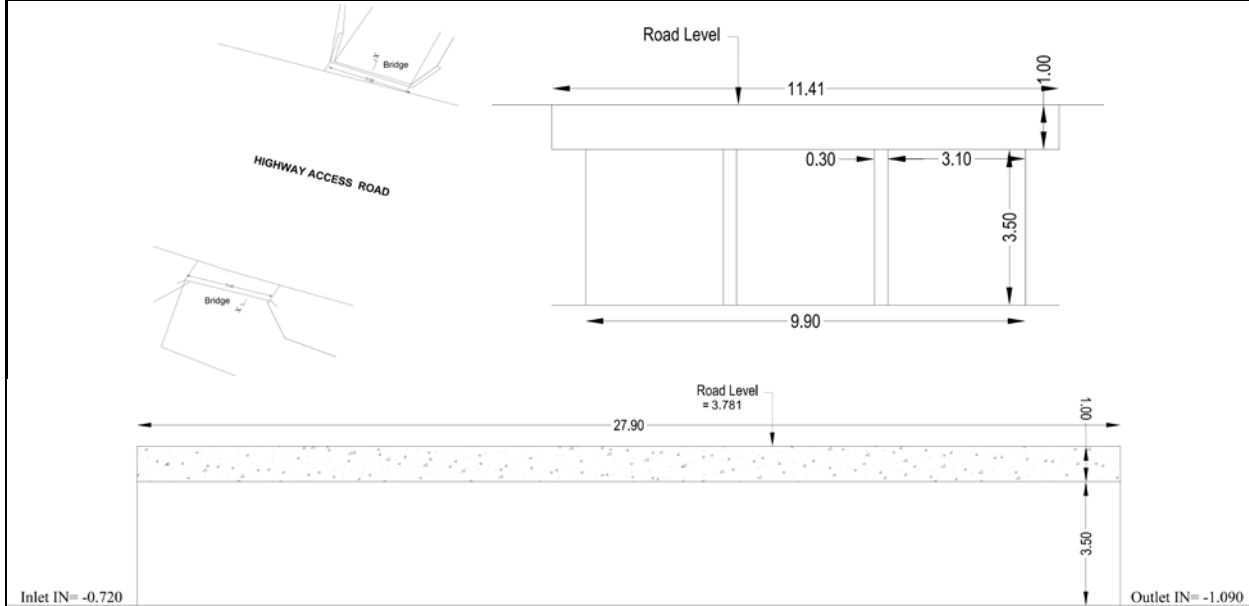 Bridge
HIGHWAY ACCESS ROAD
Bridge
Road Level
11.41
1.00
0.30
3.10
3.50
9.90
Road Level
= 3.781
27.90
1.00
3.50
Inlet IN= -0.720
Outlet IN= -1.090